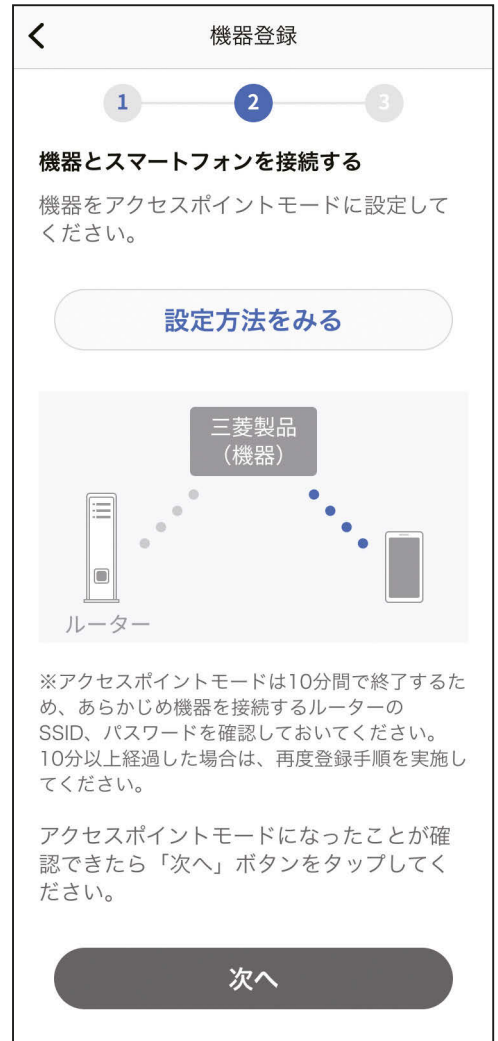 機器登録
1
2
3
機器とスマートフォンを接続する
機器をアクセスポイントモードに設定して
ください。
設定方法をみる
三菱製品
（機器）
ルーター
※アクセスポイントモードは10分間で終了するた
め、あらかじめ機器を接続するルーターの
SSID、パスワードを確認しておいてください。
10分以上経過した場合は、再度登録手順を実施し
てください。
アクセスポイントモードになったことが確
認できたら「次へ」ボタンをタップしてく
ださい。
次へ